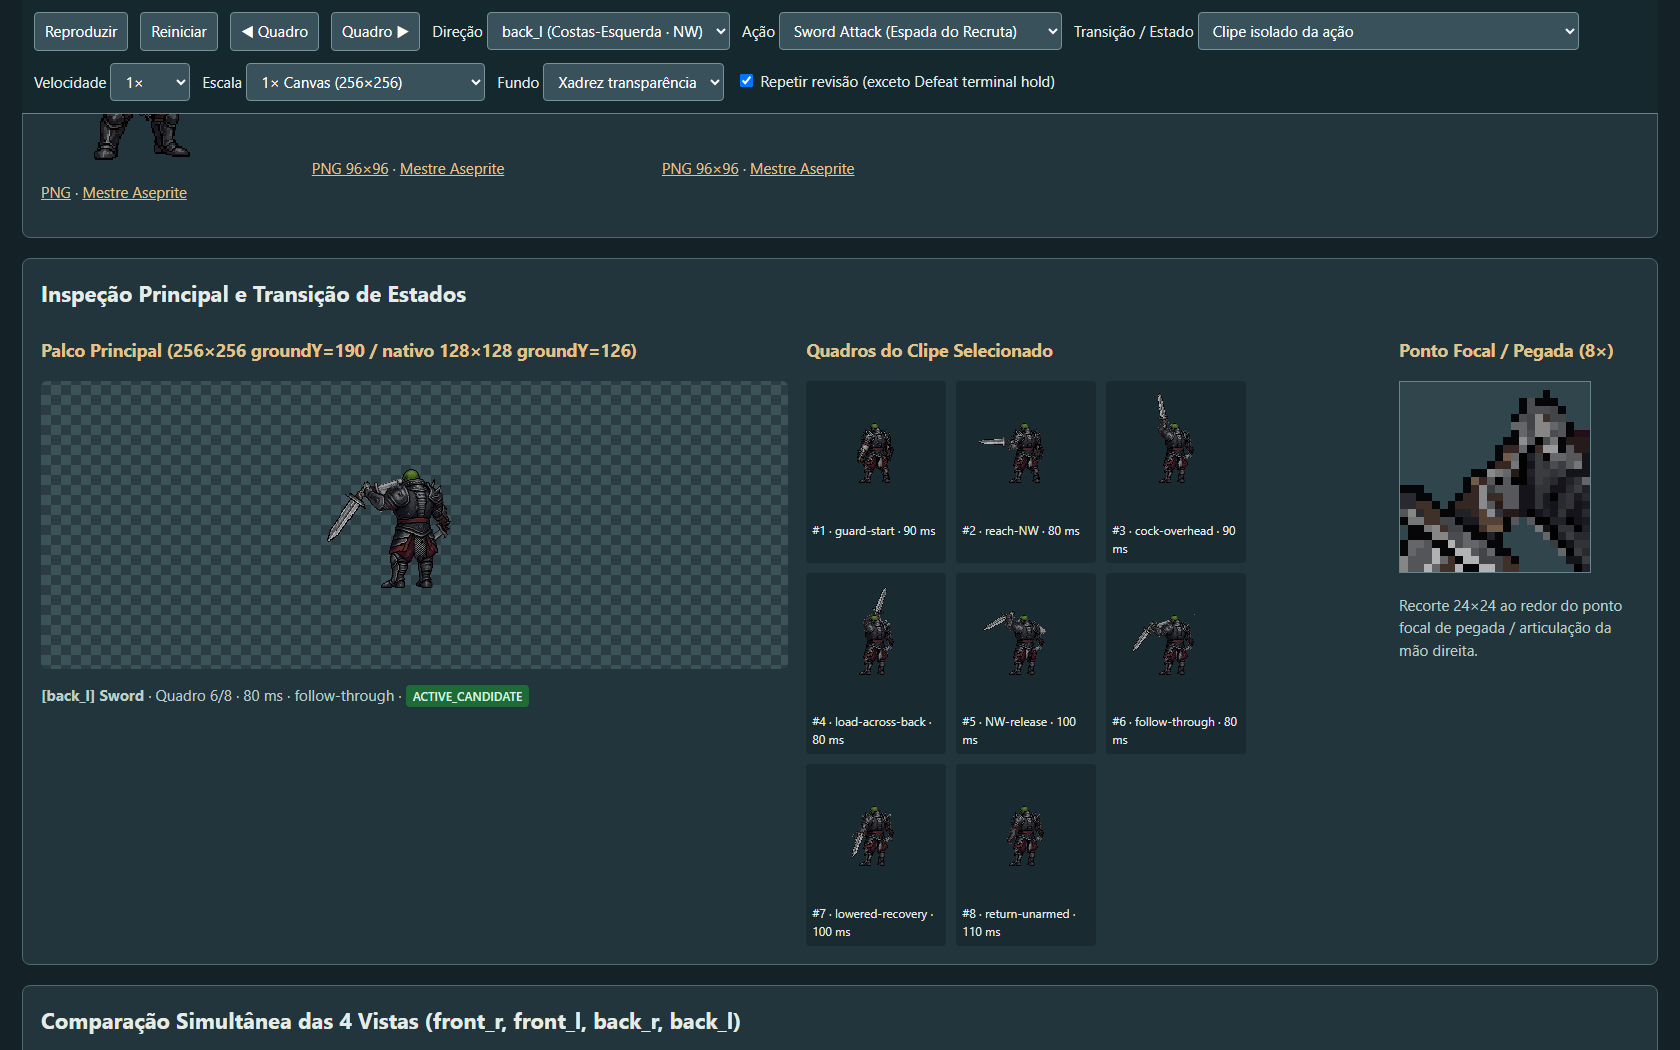 Reproduzir
Reiniciar
◀ Quadro
Quadro ▶
Direção
back_l (Costas-Esquerda · NW)
Ação
Sword Attack (Espada do Recruta)
Transição / Estado
Clipe isolado da ação
Velocidade
1×
Escala
1× Canvas (256×256)
Fundo
Xadrez transparência
Repetir revisão (exceto Defeat terminal hold)
PNG 96×96 · Mestre Aseprite
PNG 96×96 · Mestre Aseprite
PNG · Mestre Aseprite
Inspeção Principal e Transição de Estados
Palco Principal (256×256 groundY=190 / nativo 128×128 groundY=126)
[back_l] Sword · Quadro 6/8 · 80 ms · follow-through · ACTIVE_CANDIDATE
Quadros do Clipe Selecionado
#1 · guard-start · 90 ms
#2 · reach-NW · 80 ms
#3 · cock-overhead · 90
ms
#4 · load-across-back ·
80 ms
#5 · NW-release · 100
ms
#6 · follow-through · 80
ms
#7 · lowered-recovery ·
100 ms
#8 · return-unarmed ·
110 ms
Ponto Focal / Pegada (8×)
Recorte 24×24 ao redor do ponto
focal de pegada / articulação da
mão direita.
Comparação Simultânea das 4 Vistas (front_r, front_l, back_r, back_l)